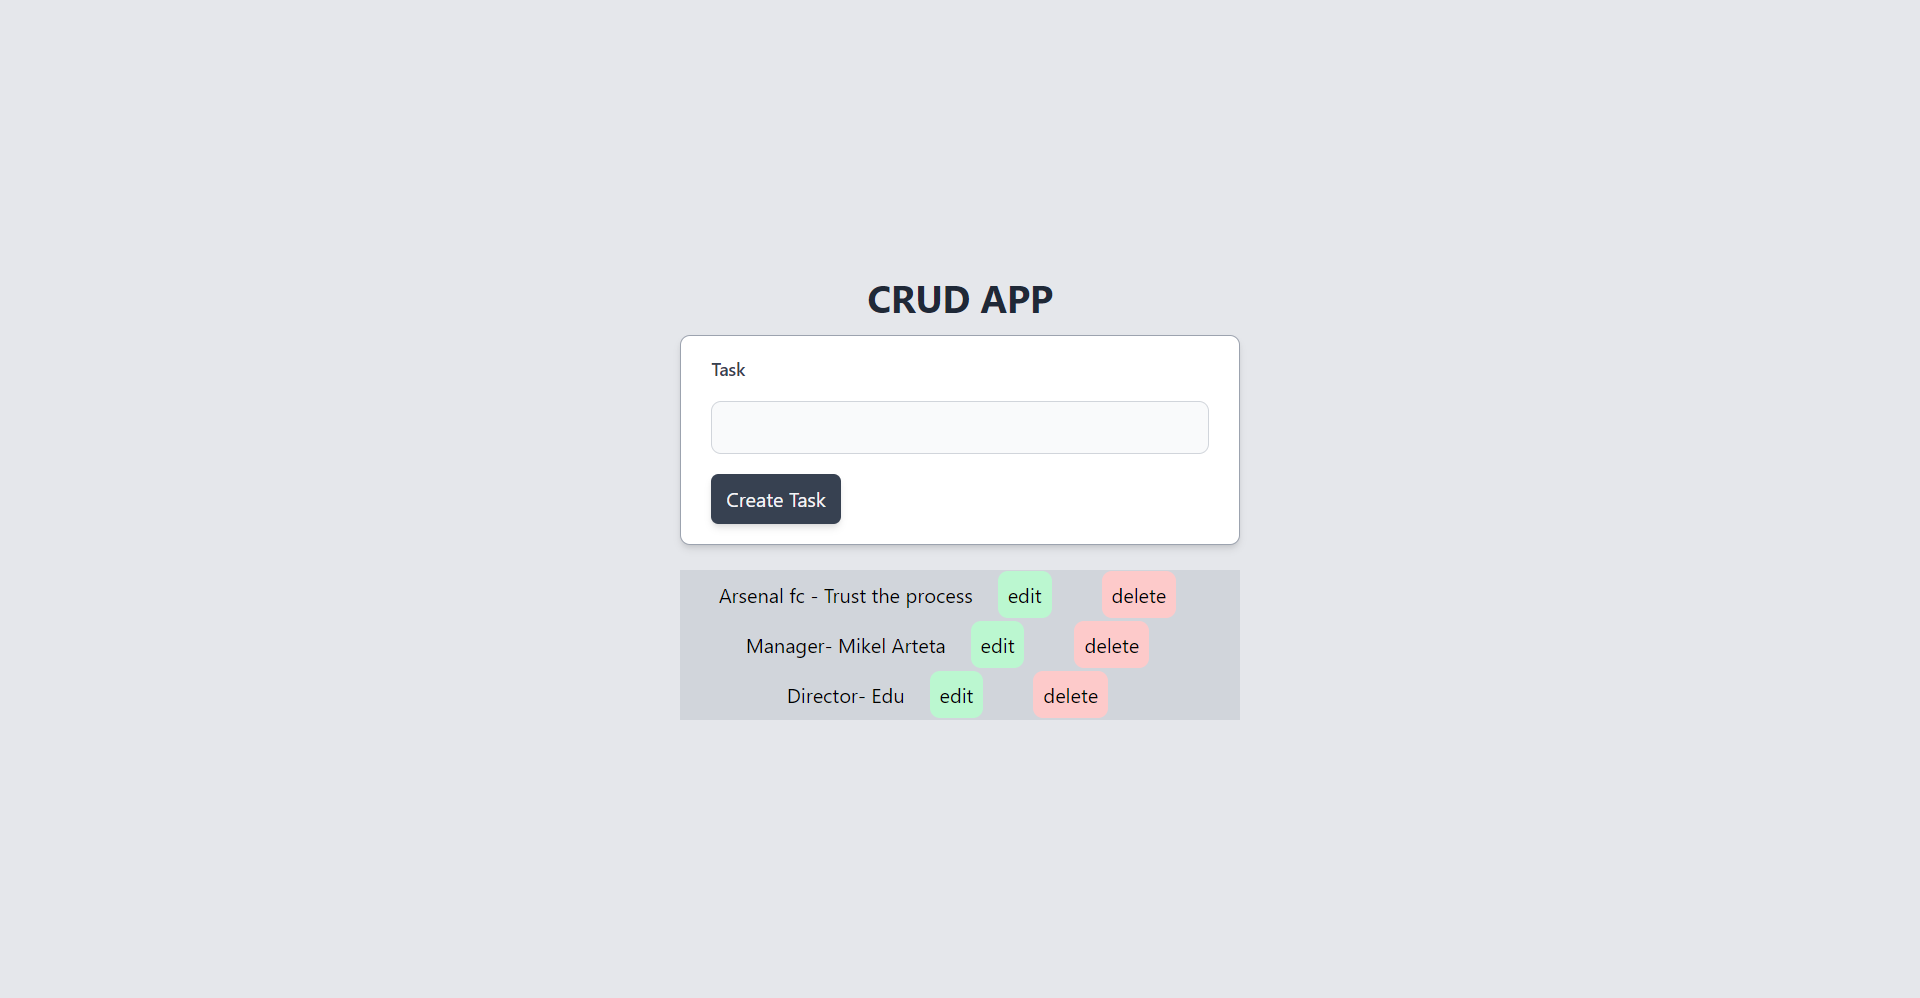 CRUD APP
Task
Create Task
Arsenal fc - Trust the process edit delete
Manager- Mikel Arteta edit delete
Director- Edu edit delete